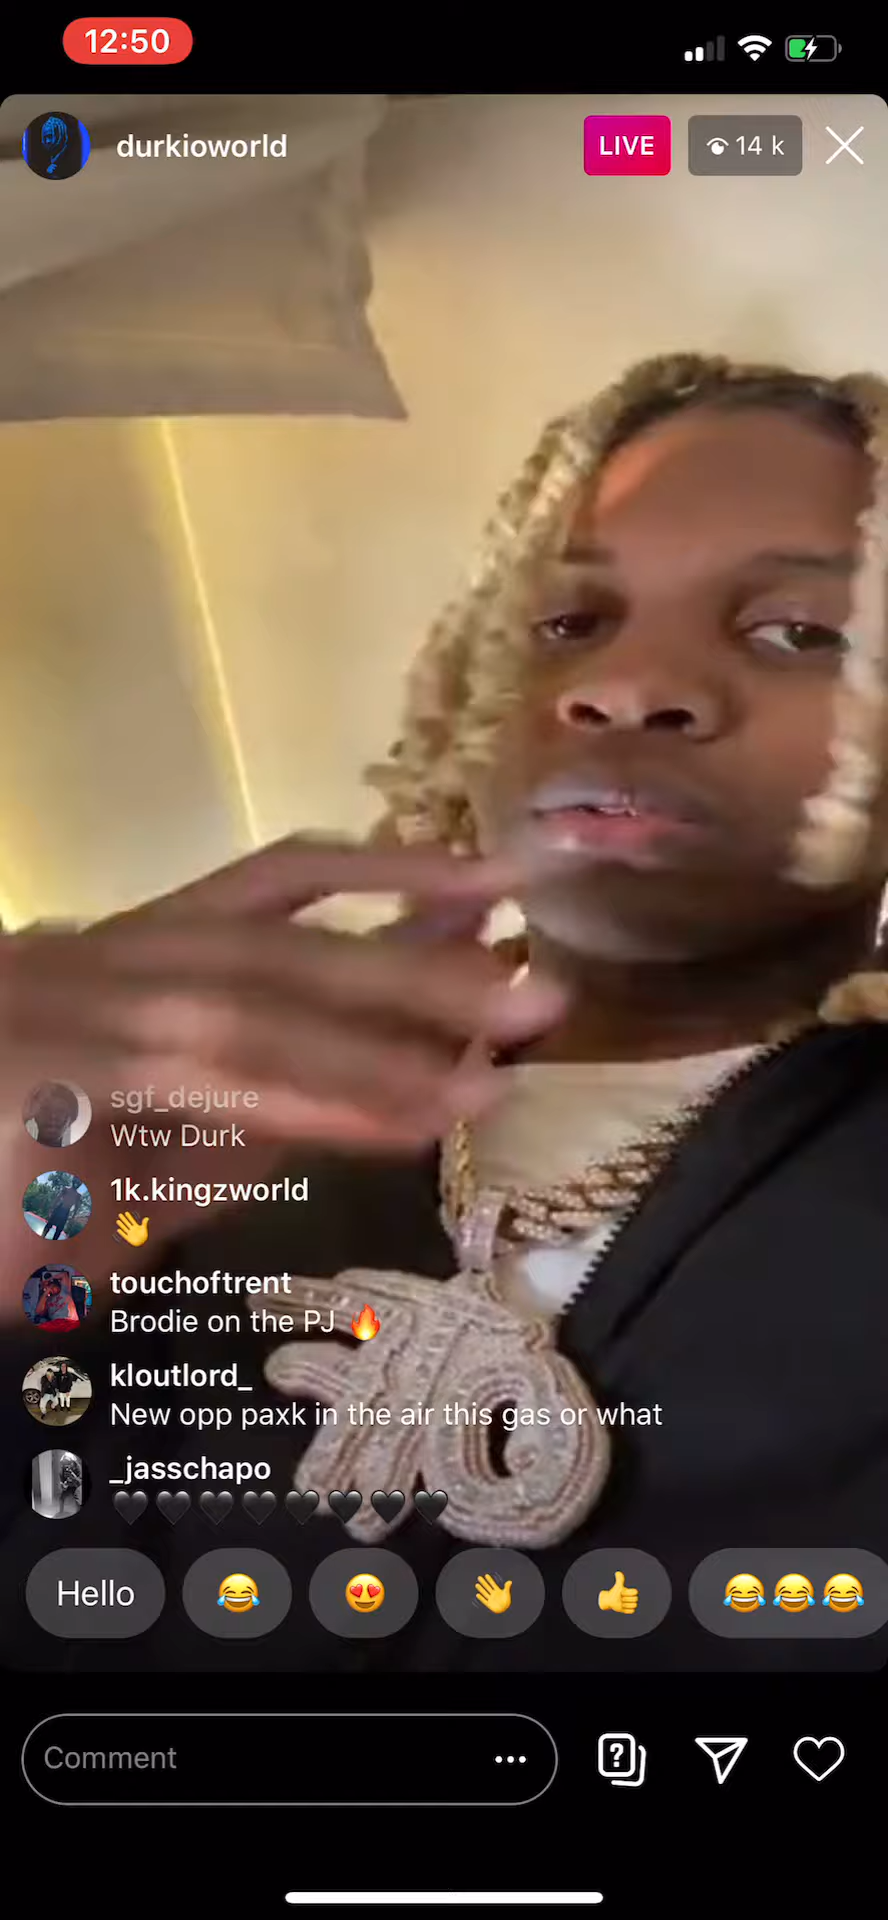 12:50
durkioworld
LIVE
14 k
sgf_dejure
Wtw Durk
1k.kingzworld
👋
touchoftrent
Brodie on the PJ 🔥
kloutlord_
New opp paxk in the air this gas or what
_jasschapo
🖤🖤🖤🖤🖤🖤🖤🖤
Hello 😂 😍 👋 👍 😂😂😂
Comment